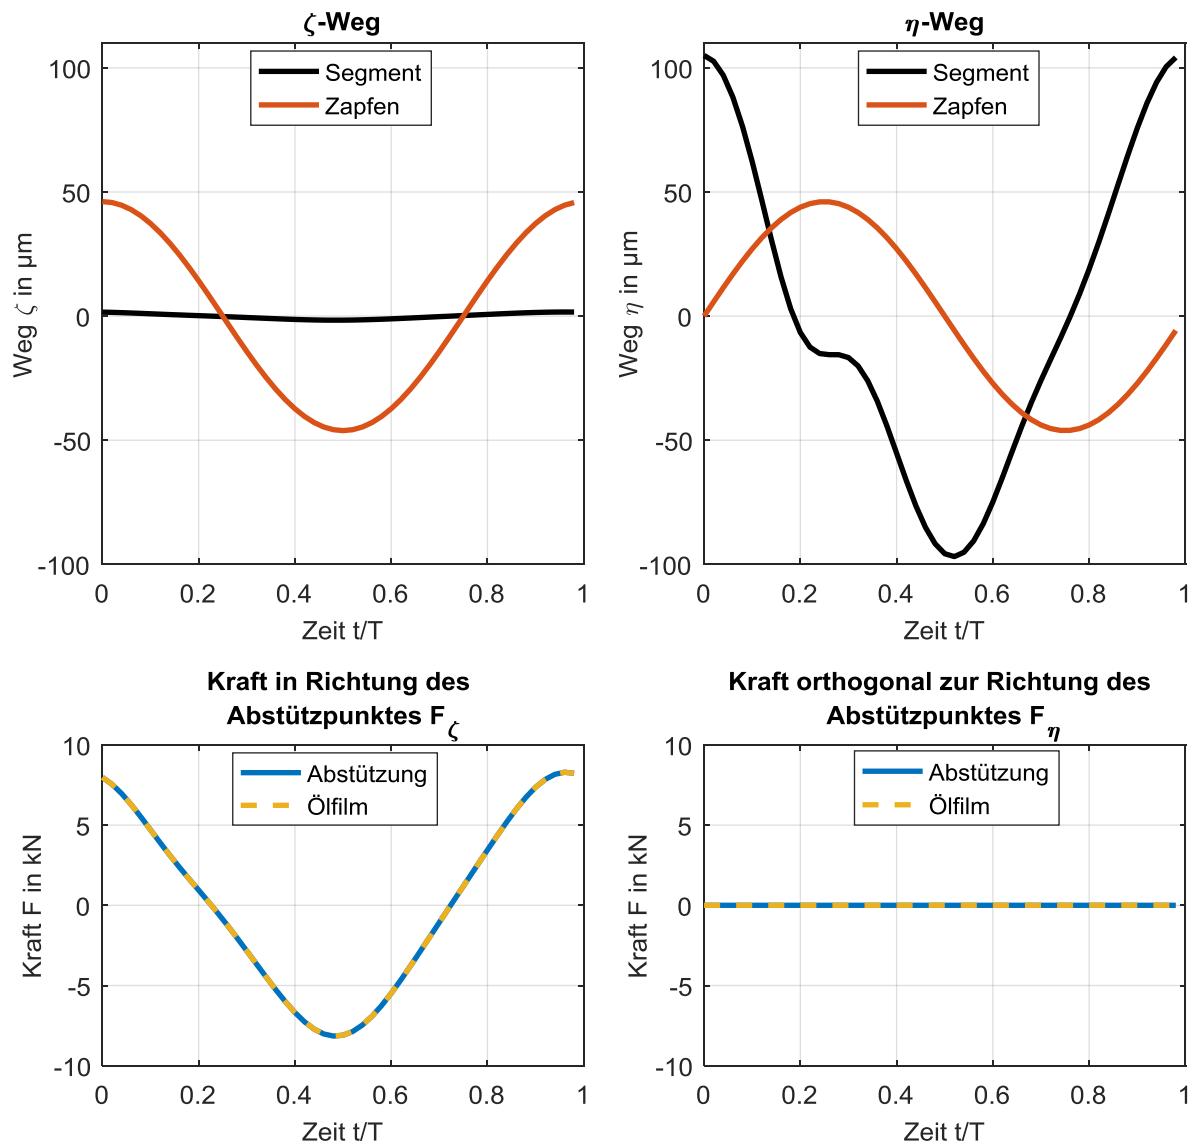 ζ-Weg
Segment
Zapfen
100
50
0
-50
-100
Weg ζ in µm
0 0.2 0.4 0.6 0.8 1
Zeit t/T
η-Weg
Segment
Zapfen
100
50
0
-50
-100
Weg η in µm
0 0.2 0.4 0.6 0.8 1
Zeit t/T
Kraft in Richtung des
Abstützpunktes Fζ
Abstützung
Ölfilm
10
5
0
-5
-10
Kraft F in kN
0 0.2 0.4 0.6 0.8 1
Zeit t/T
Kraft orthogonal zur Richtung des
Abstützpunktes Fη
Abstützung
Ölfilm
10
5
0
-5
-10
Kraft F in kN
0 0.2 0.4 0.6 0.8 1
Zeit t/T